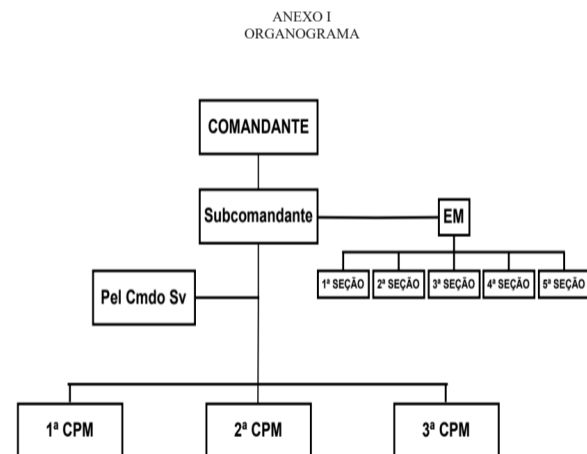 ANEXO I
ORGANOGRAMA
COMANDANTE
Subcomandante
EM
1ª SEÇÃO
2ª SEÇÃO
3ª SEÇÃO
4ª SEÇÃO
5ª SEÇÃO
Pel Cmdo Sv
1ª CPM
2ª CPM
3ª CPM